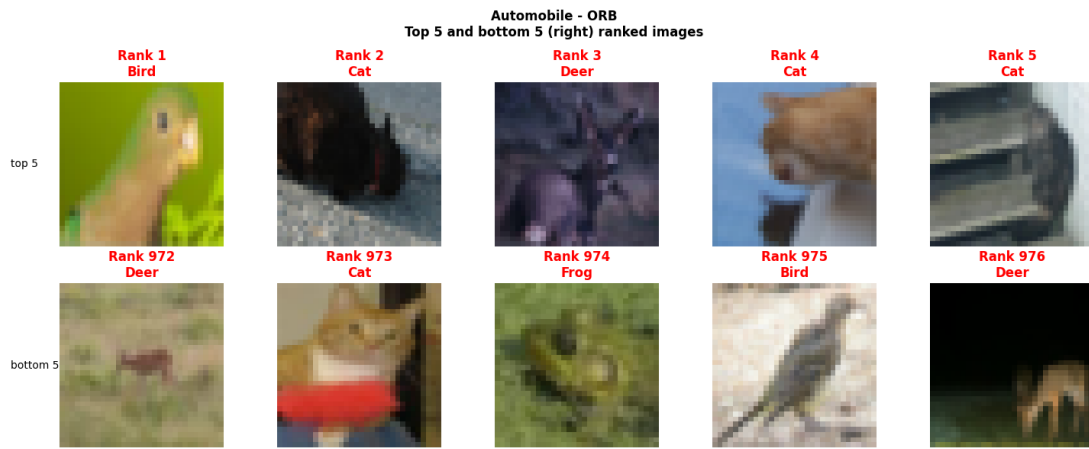 Automobile - ORB
Top 5 and bottom 5 (right) ranked images
Rank 1
Bird
Rank 2
Cat
Rank 3
Deer
Rank 4
Cat
Rank 5
Cat
top 5
Rank 972
Deer
Rank 973
Cat
Rank 974
Frog
Rank 975
Bird
Rank 976
Deer
bottom 5